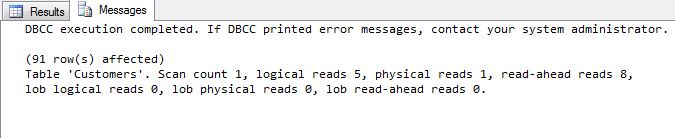 Results
Messages
DBCC execution completed. If DBCC printed error messages, contact your system administrator.
(91 row(s) affected)
Table 'Customers'. Scan count 1, logical reads 5, physical reads 1, read-ahead reads 8,
lob logical reads 0, lob physical reads 0, lob read-ahead reads 0.